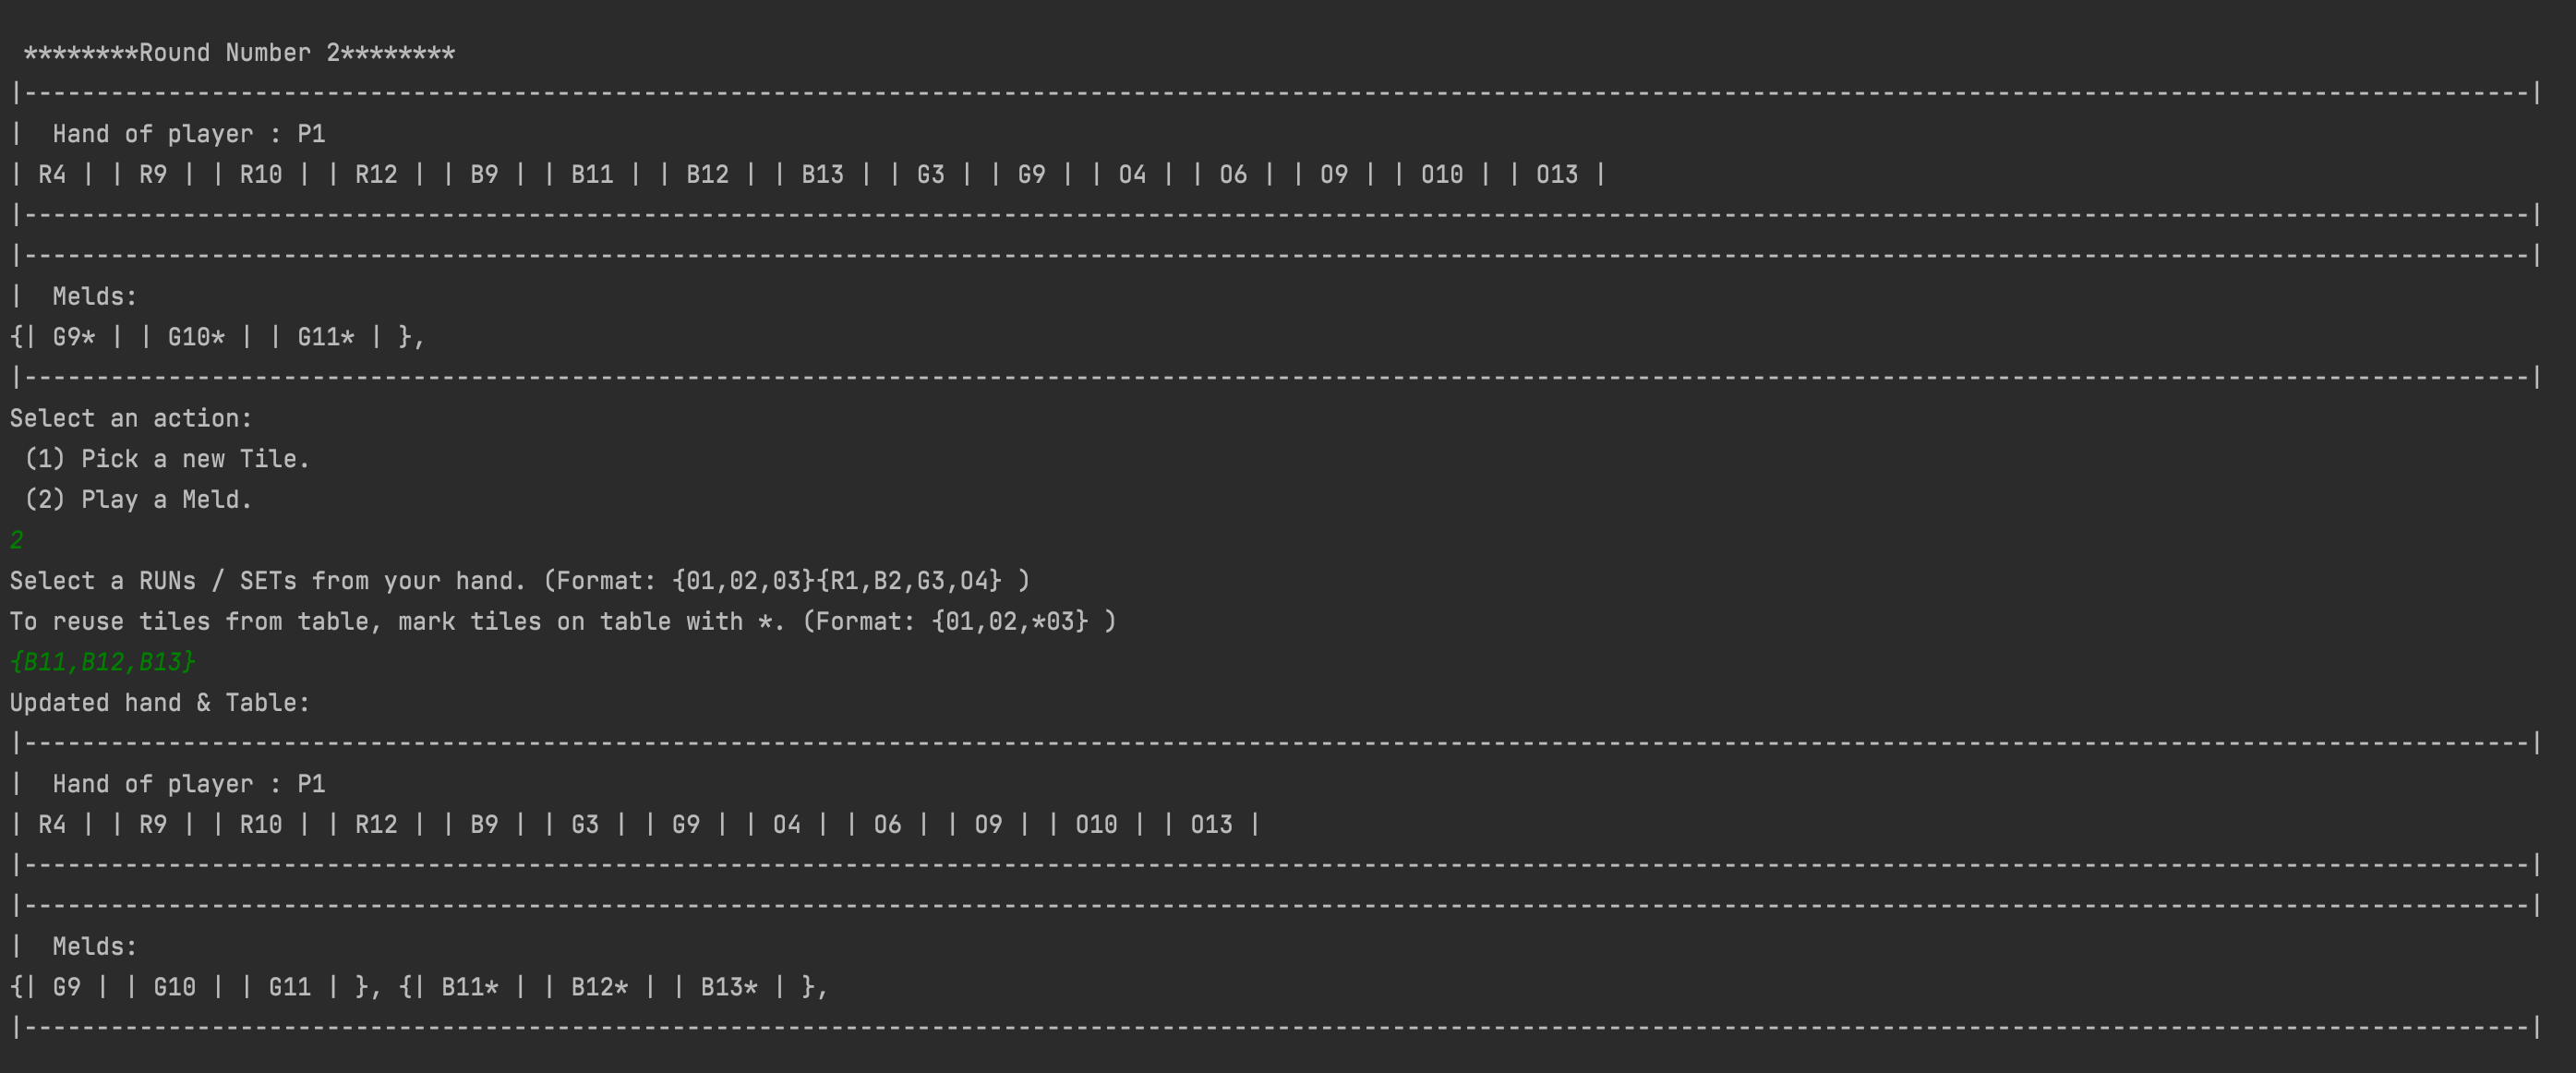 ********Round Number 2********
|------------------------------------------------------------------------------------------------------------------------------------------------------------------------------|
|  Hand of player : P1
| R4 | | R9 | | R10 | | R12 | | B9 | | B11 | | B12 | | B13 | | G3 | | G9 | | O4 | | O6 | | O9 | | O10 | | O13 |
|------------------------------------------------------------------------------------------------------------------------------------------------------------------------------|
|------------------------------------------------------------------------------------------------------------------------------------------------------------------------------|
|  Melds:
{| G9* | | G10* | | G11* | },
|------------------------------------------------------------------------------------------------------------------------------------------------------------------------------|
Select an action:
 (1) Pick a new Tile.
 (2) Play a Meld.
2
Select a RUNs / SETs from your hand. (Format: {O1,O2,O3}{R1,B2,G3,O4} )
To reuse tiles from table, mark tiles on table with *. (Format: {O1,O2,*O3} )
{B11,B12,B13}
Updated hand & Table:
|------------------------------------------------------------------------------------------------------------------------------------------------------------------------------|
|  Hand of player : P1
| R4 | | R9 | | R10 | | R12 | | B9 | | G3 | | G9 | | O4 | | O6 | | O9 | | O10 | | O13 |
|------------------------------------------------------------------------------------------------------------------------------------------------------------------------------|
|------------------------------------------------------------------------------------------------------------------------------------------------------------------------------|
|  Melds:
{| G9 | | G10 | | G11 | }, {| B11* | | B12* | | B13* | },
|------------------------------------------------------------------------------------------------------------------------------------------------------------------------------|